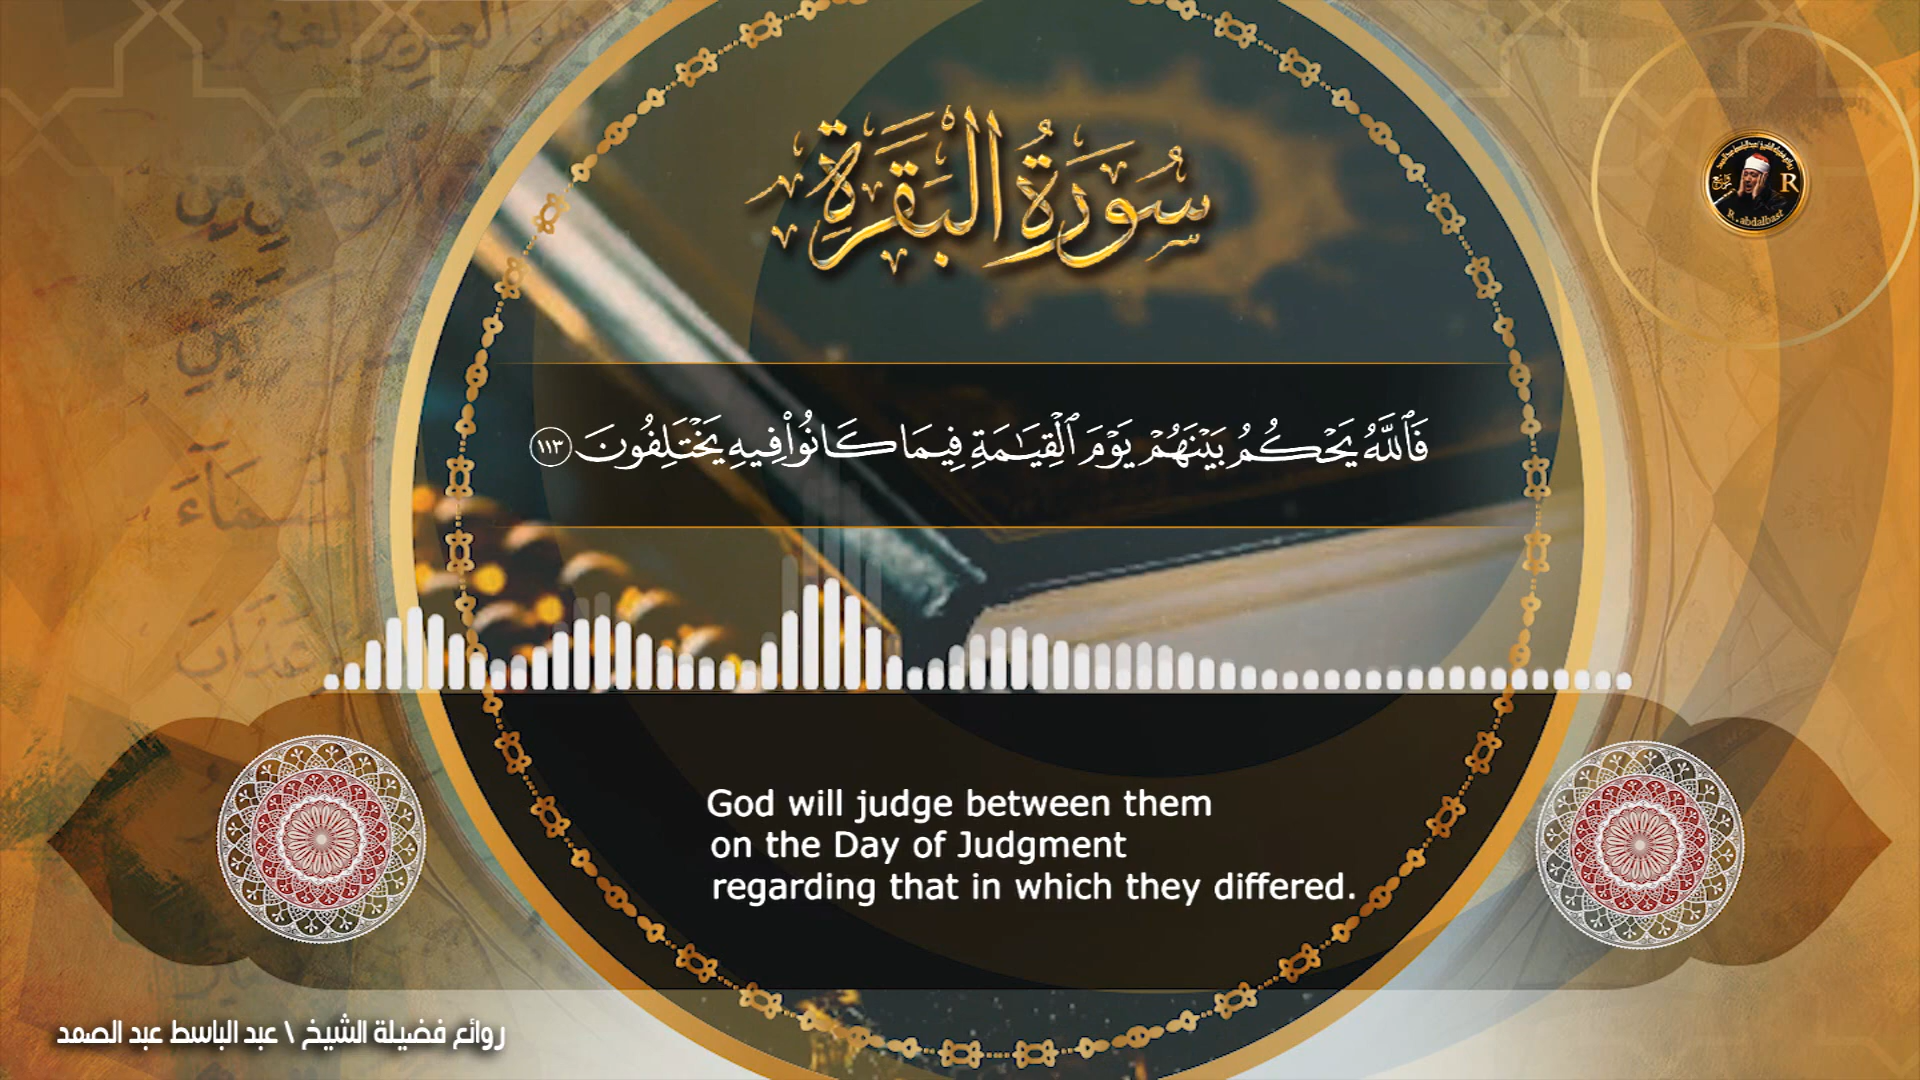 سُورَةُ البَقَرَةِ
R
R. abdalbast
فَٱللَّهُ يَحْكُمُ بَيْنَهُمْ يَوْمَ ٱلْقِيَٰمَةِ فِيمَا كَانُوا۟ فِيهِ يَخْتَلِفُونَ ١١٣
God will judge between them
on the Day of Judgment
regarding that in which they differed.
روائع فضيلة الشيخ \ عبد الباسط عبد الصمد